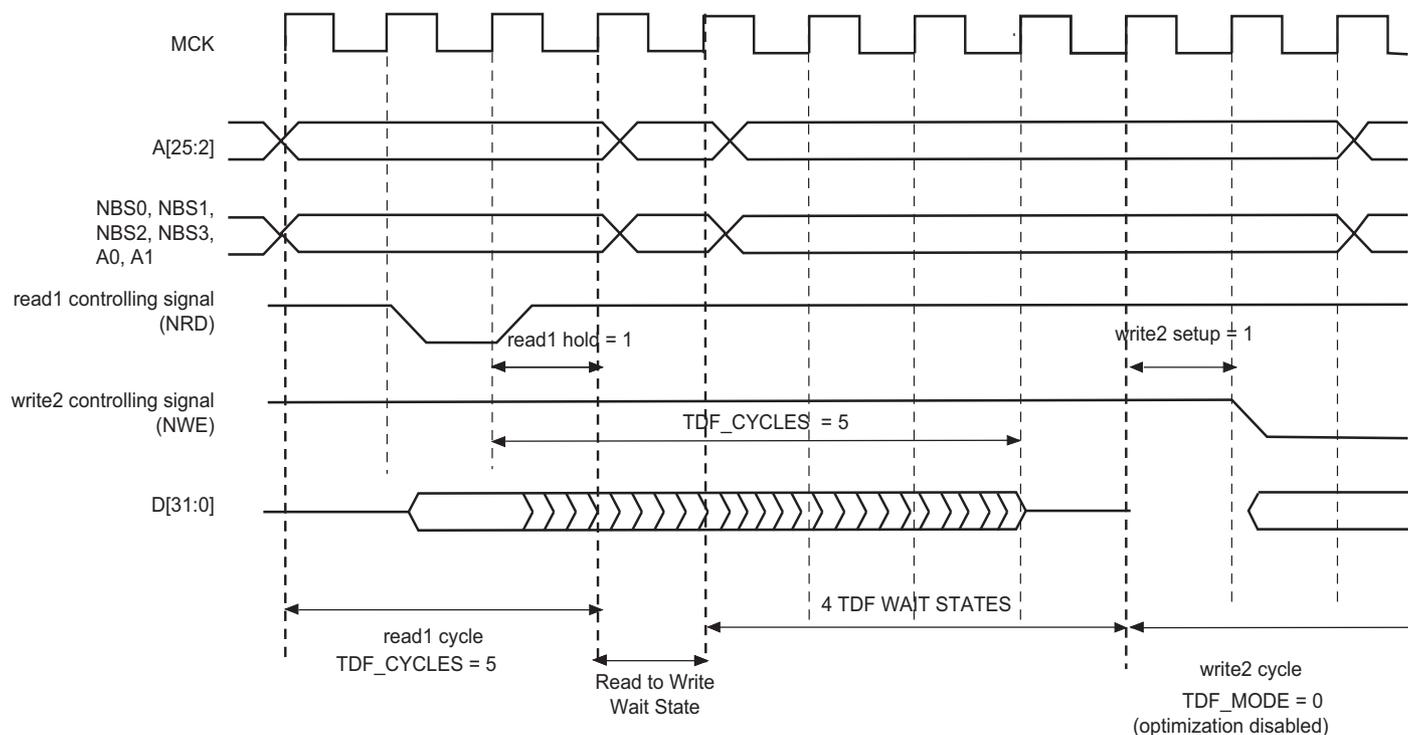 MCK
A[25:2]
NBS0, NBS1,
NBS2, NBS3,
A0, A1
read1 controlling signal
(NRD)
read1 hold = 1
write2 setup = 1
write2 controlling signal
(NWE)
TDF_CYCLES = 5
D[31:0]
4 TDF WAIT STATES
read1 cycle
TDF_CYCLES = 5
Read to Write
Wait State
write2 cycle
TDF_MODE = 0
(optimization disabled)